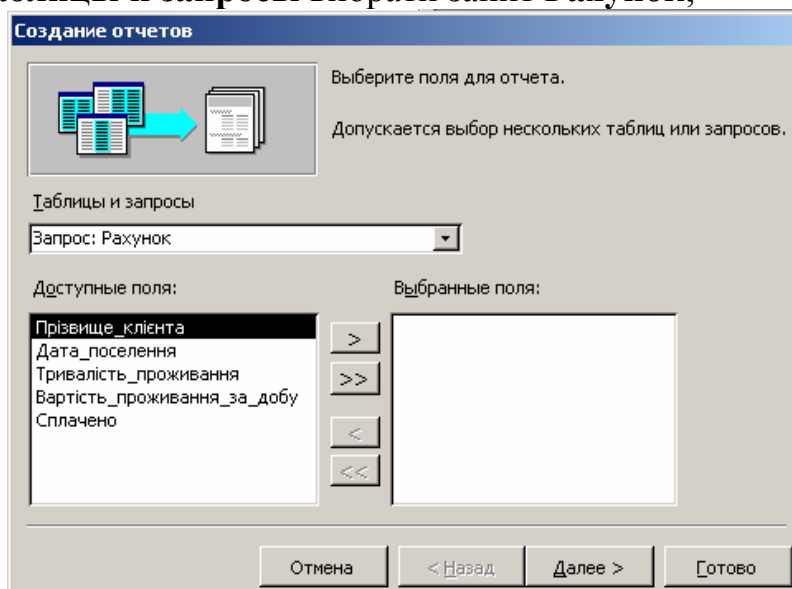 Создание отчетов
Выберите поля для отчета.
Допускается выбор нескольких таблиц или запросов.
Таблицы и запросы
Запрос: Рахунок
Доступные поля:
Выбранные поля:
Прізвище_клієнта
Дата_поселення
Тривалість_проживання
Вартість_проживання_за_добу
Сплачено
>
>>
<
<<
Отмена
< Назад
Далее >
Готово